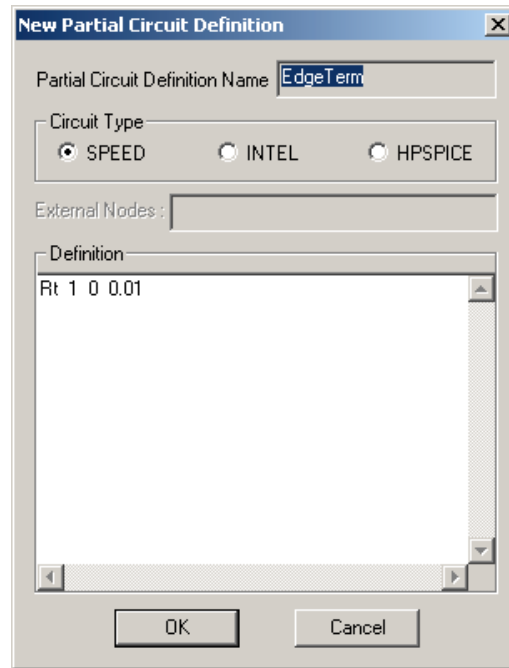 New Partial Circuit Definition
Partial Circuit Definition Name EdgeTerm
Circuit Type
SPEED INTEL HPSPICE
External Nodes :
Definition
Rt 1 0 0.01
OK Cancel